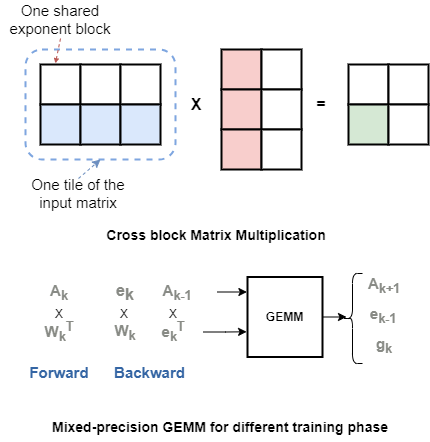 One shared
exponent block
X
=
One tile of the
input matrix
Cross block Matrix Multiplication
Ak ek Ak-1
X X X
WkT Wk ekT
GEMM
Ak+1
ek-1
gk
Forward Backward
Mixed-precision GEMM for different training phase